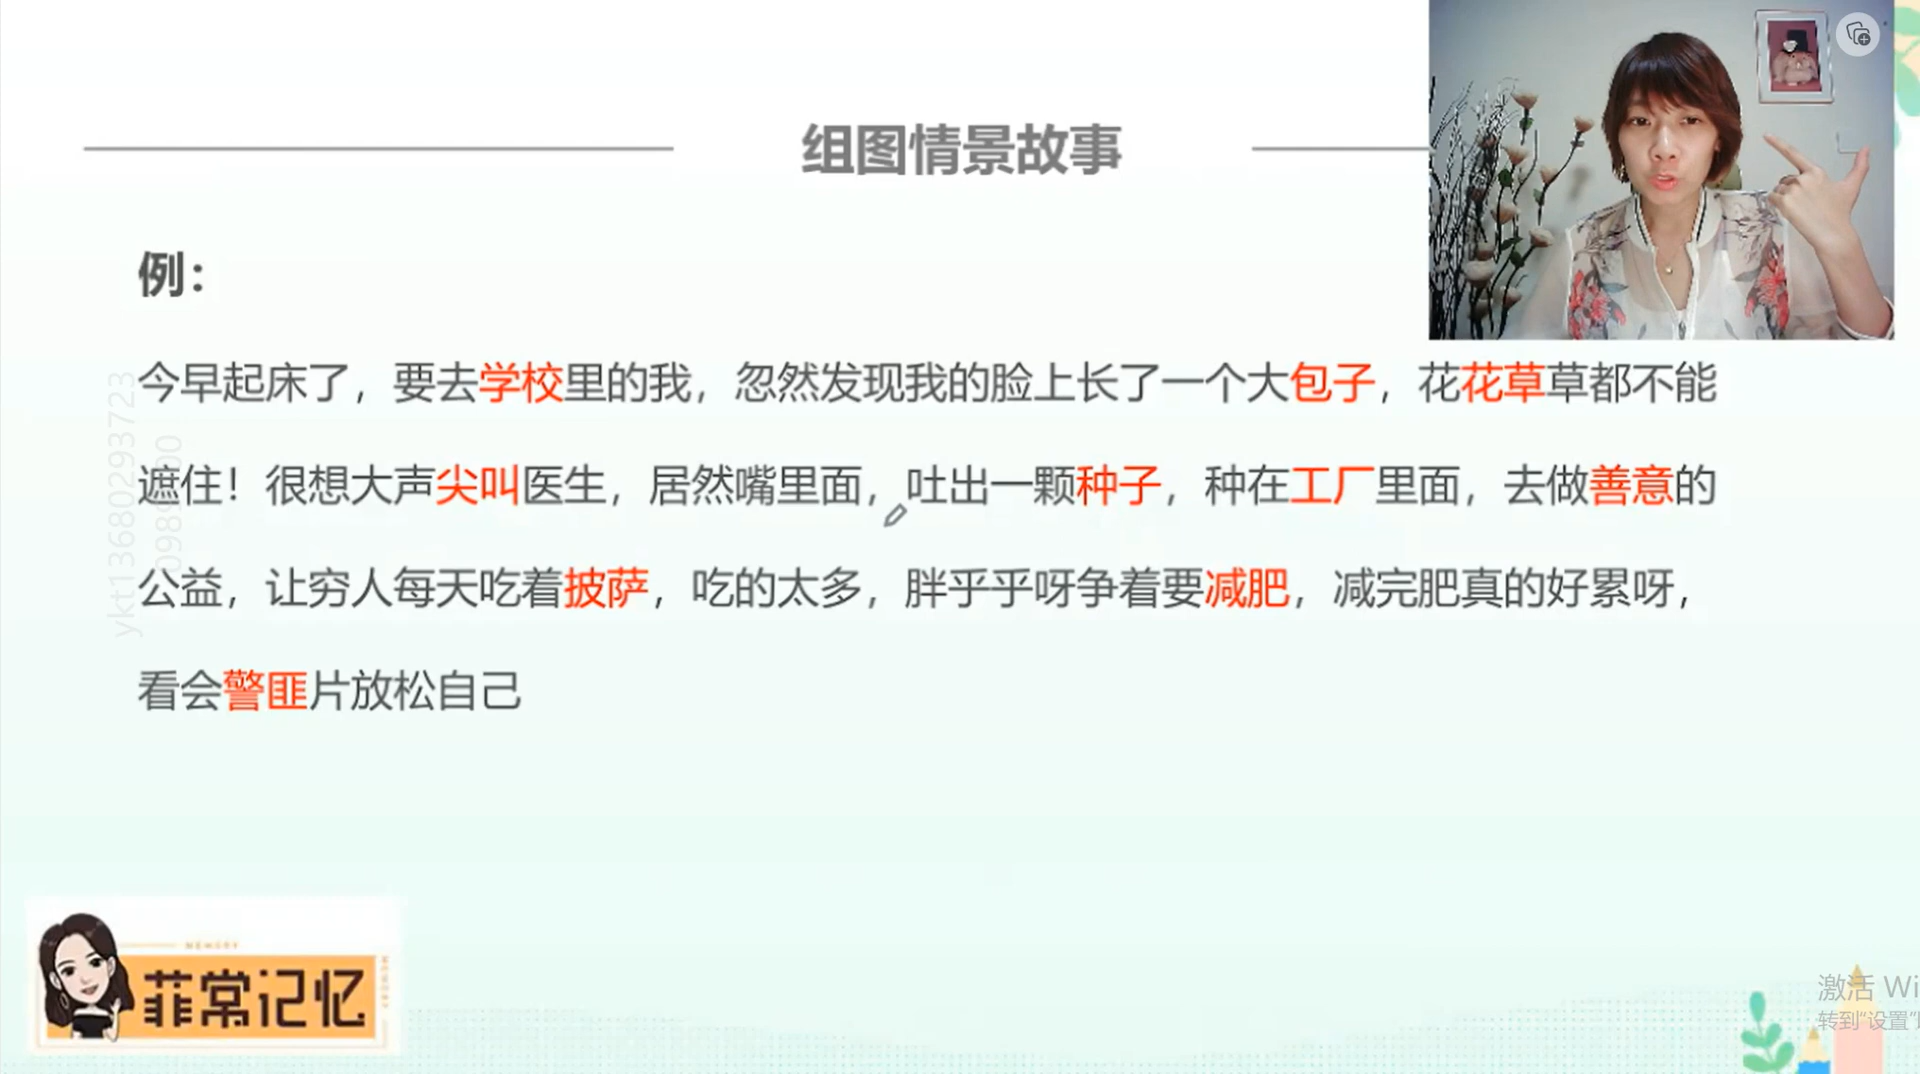 组图情景故事
例：
今早起床了，要去学校里的我，忽然发现我的脸上长了一个大包子，花花草草都不能
遮住！很想大声尖叫医生，居然嘴里面，吐出一颗种子，种在工厂里面，去做善意的
公益，让穷人每天吃着披萨，吃的太多，胖乎乎呀争着要减肥，减完肥真的好累呀，
看会警匪片放松自己
ykt13680293723
MEMORY
菲常记忆
激活 Wi
转到"设置"